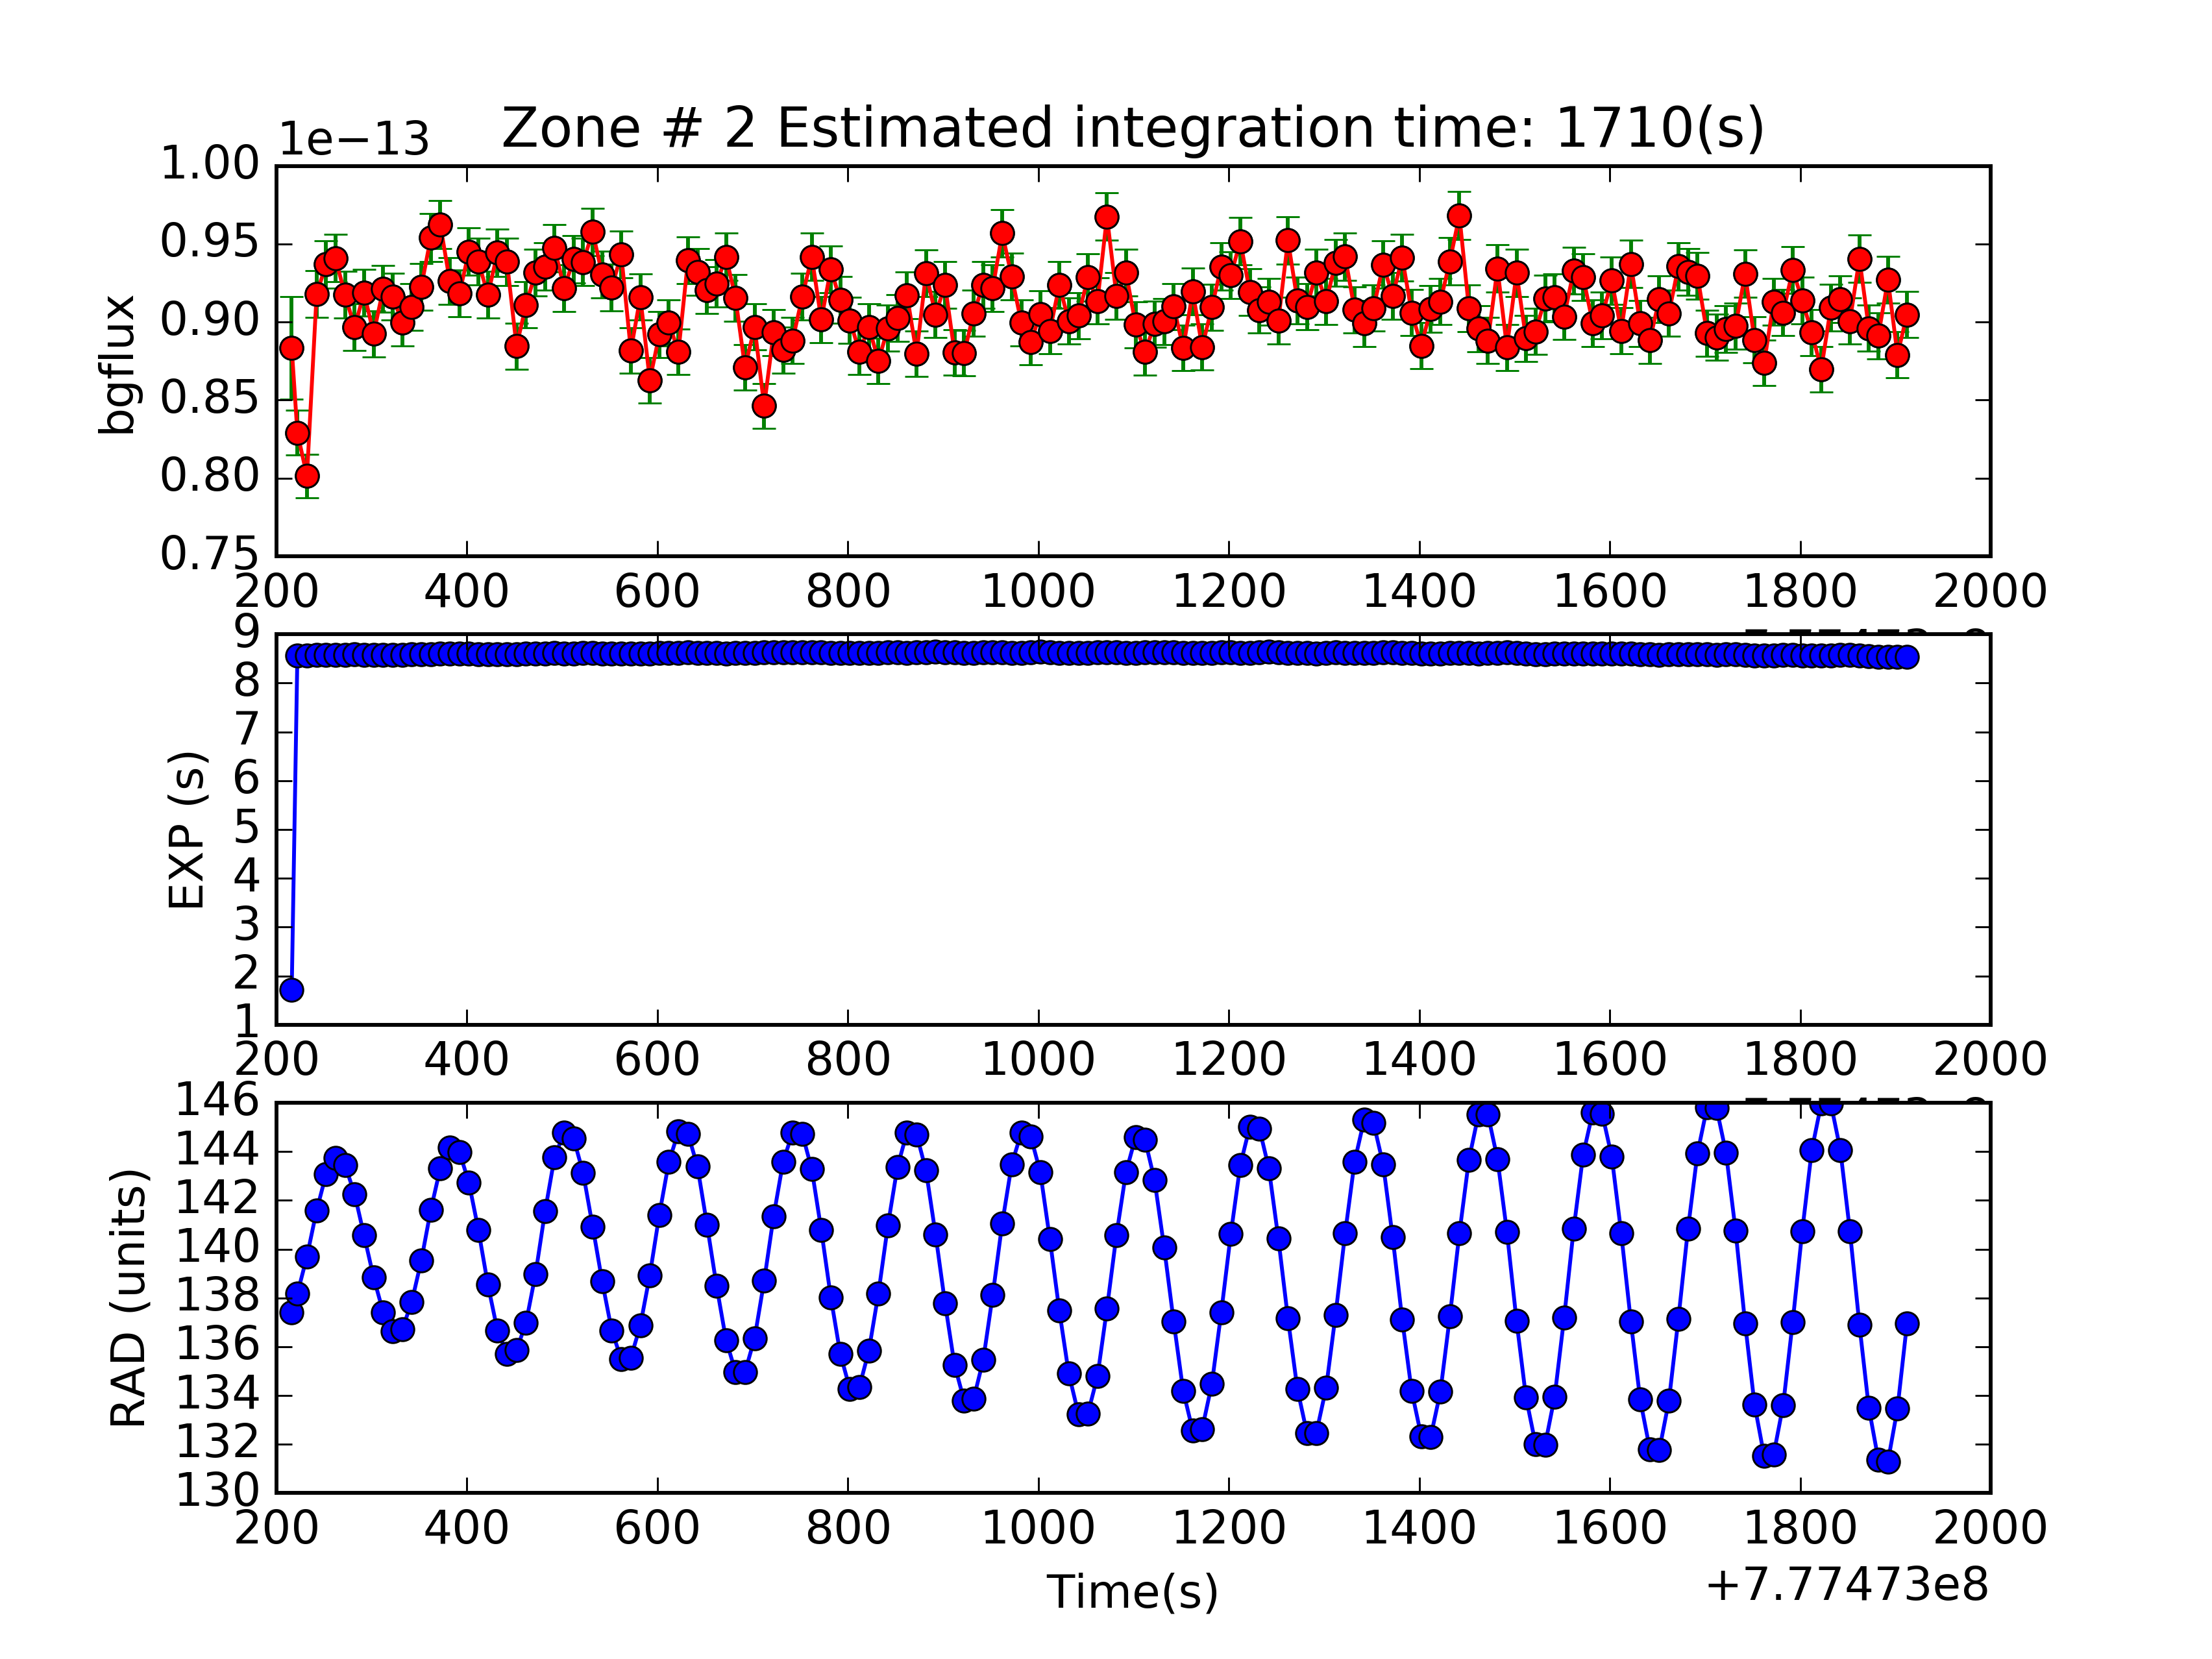 Zone # 2 Estimated integration time: 1710(s)
1e−13
1.00
0.95
0.90
0.85
0.80
0.75
bgflux
200 400 600 800 1000 1200 1400 1600 1800 2000
9
8
7
6
5
4
3
2
1
EXP (s)
200 400 600 800 1000 1200 1400 1600 1800 2000
146
144
142
140
138
136
134
132
130
RAD (units)
200 400 600 800 1000 1200 1400 1600 1800 2000
Time(s)
+7.77473e8